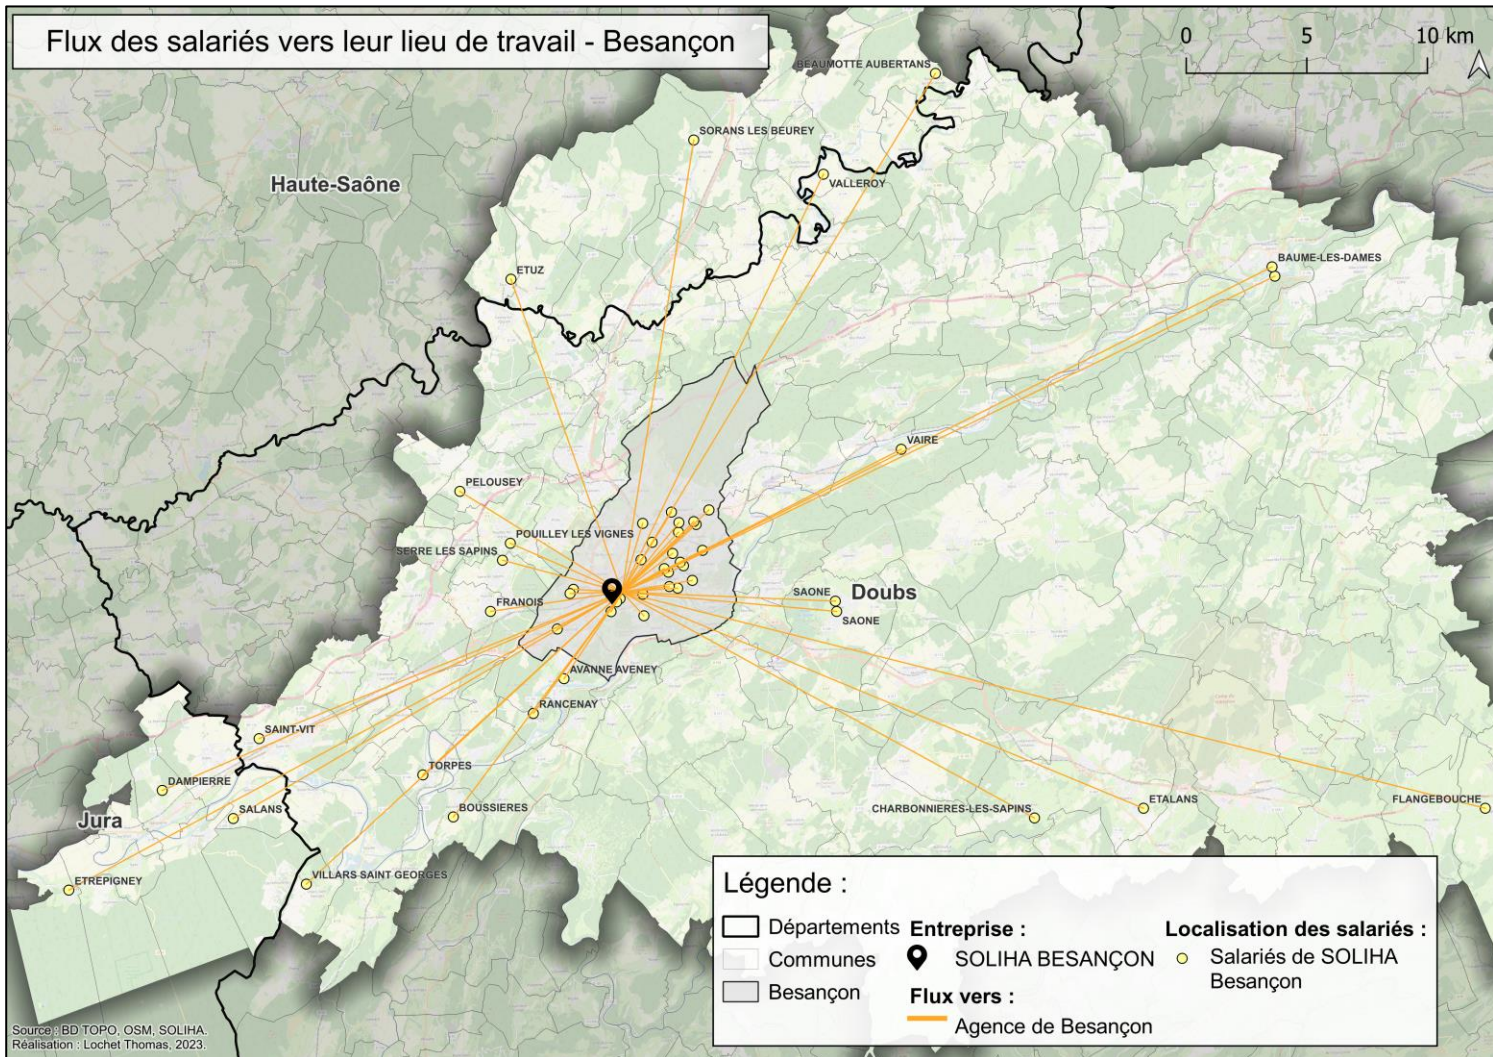 Flux des salariés vers leur lieu de travail - Besançon
0 5 10 km
BEAUMOTTE AUBERTANS
SORANS LES BEUREY
Haute-Saône
VALLEROY
BAUME-LES-DAMES
ETUZ
VAIRE
PELOUSEY
POUILLEY LES VIGNES
SERRE LES SAPINS
SAONE
Doubs
FRANOIS
SAONE
AVANNE AVENEY
RANCENAY
SAINT-VIT
TORPES
DAMPIERRE
SALANS
BOUSSIERES
CHARBONNIERES-LES-SAPINS
ETALANS
FLANGEBOUCHE
Jura
ETREPIGNEY
VILLARS SAINT GEORGES
Légende :
Départements
Communes
Besançon
Entreprise :
SOLIHA BESANÇON
Flux vers :
Agence de Besançon
Localisation des salariés :
Salariés de SOLIHA
Besançon
Source : BD TOPO, OSM, SOLIHA.
Réalisation : Lochet Thomas, 2023.